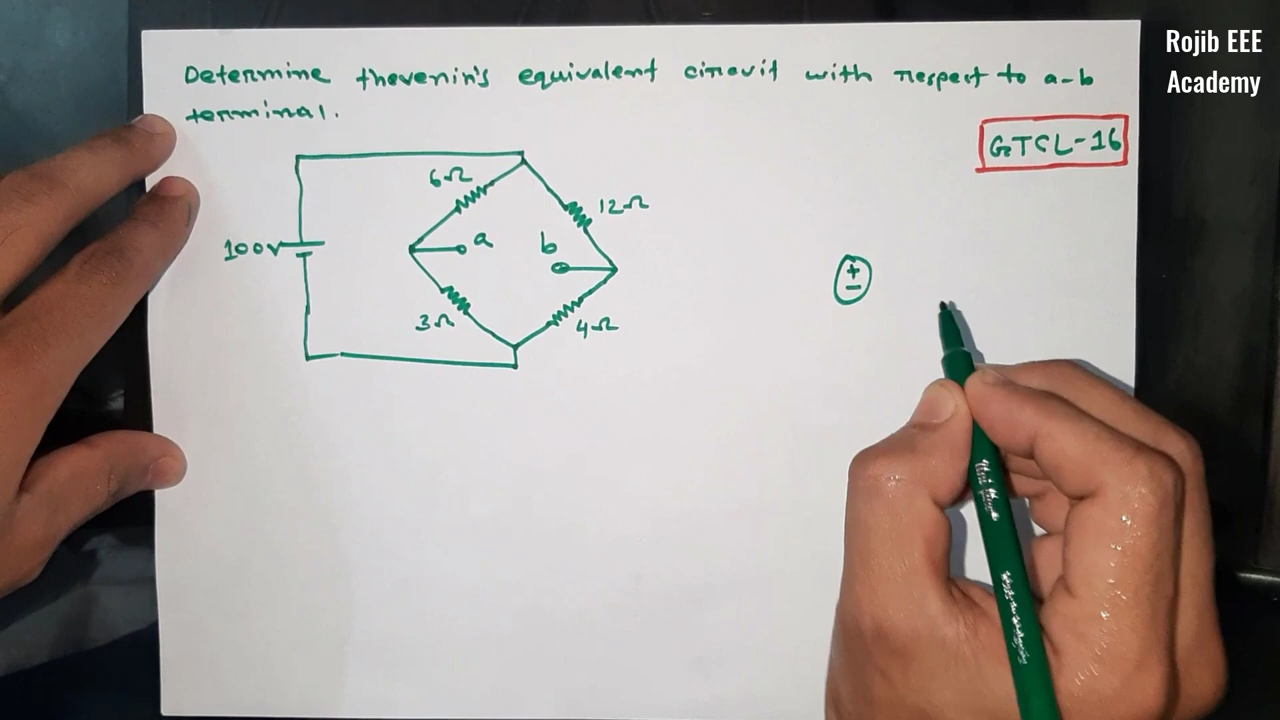 Rojib EEE
Academy
Determine thevenin's equivalent circuit with respect to a-b
terminal.
GTCL-16
6Ω
12Ω
100v
a
b
3Ω
4Ω
+
−